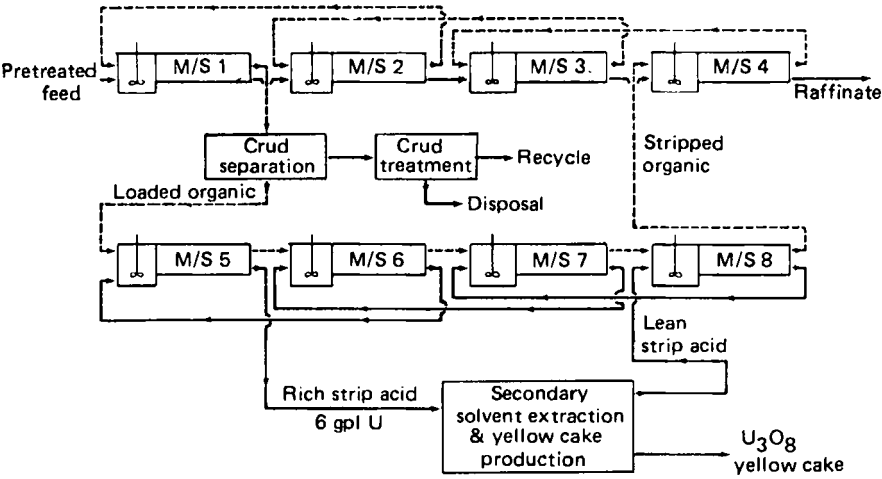 M/S 1
M/S 2
M/S 3.
M/S 4
Pretreated
feed
Raffinate
Crud
separation
Crud
treatment
Recycle
Stripped
organic
Loaded organic
Disposal
M/S 5
M/S 6
M/S 7
M/S 8
Lean
strip acid
Rich strip acid
6 gpl U
Secondary
solvent extraction
& yellow cake
production
U₃O₈
yellow cake